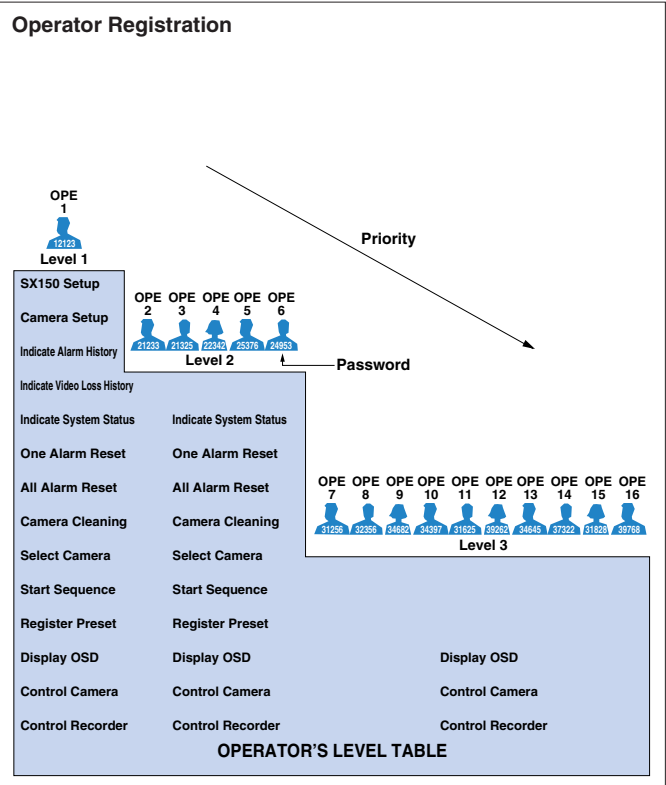 Operator Registration
Priority
OPE
1
12123
Level 1
OPE OPE OPE OPE OPE
2 3 4 5 6
21233 21325 22342 25376 24953
Level 2
Password
OPE OPE OPE OPE OPE OPE OPE OPE OPE OPE
7 8 9 10 11 12 13 14 15 16
31256 32356 34682 34397 31625 39262 34645 37322 31828 39768
Level 3
SX150 Setup
Camera Setup
Indicate Alarm History
Indicate Video Loss History
Indicate System Status Indicate System Status
One Alarm Reset One Alarm Reset
All Alarm Reset All Alarm Reset
Camera Cleaning Camera Cleaning
Select Camera Select Camera
Start Sequence Start Sequence
Register Preset Register Preset
Display OSD Display OSD Display OSD
Control Camera Control Camera Control Camera
Control Recorder Control Recorder Control Recorder
OPERATOR'S LEVEL TABLE